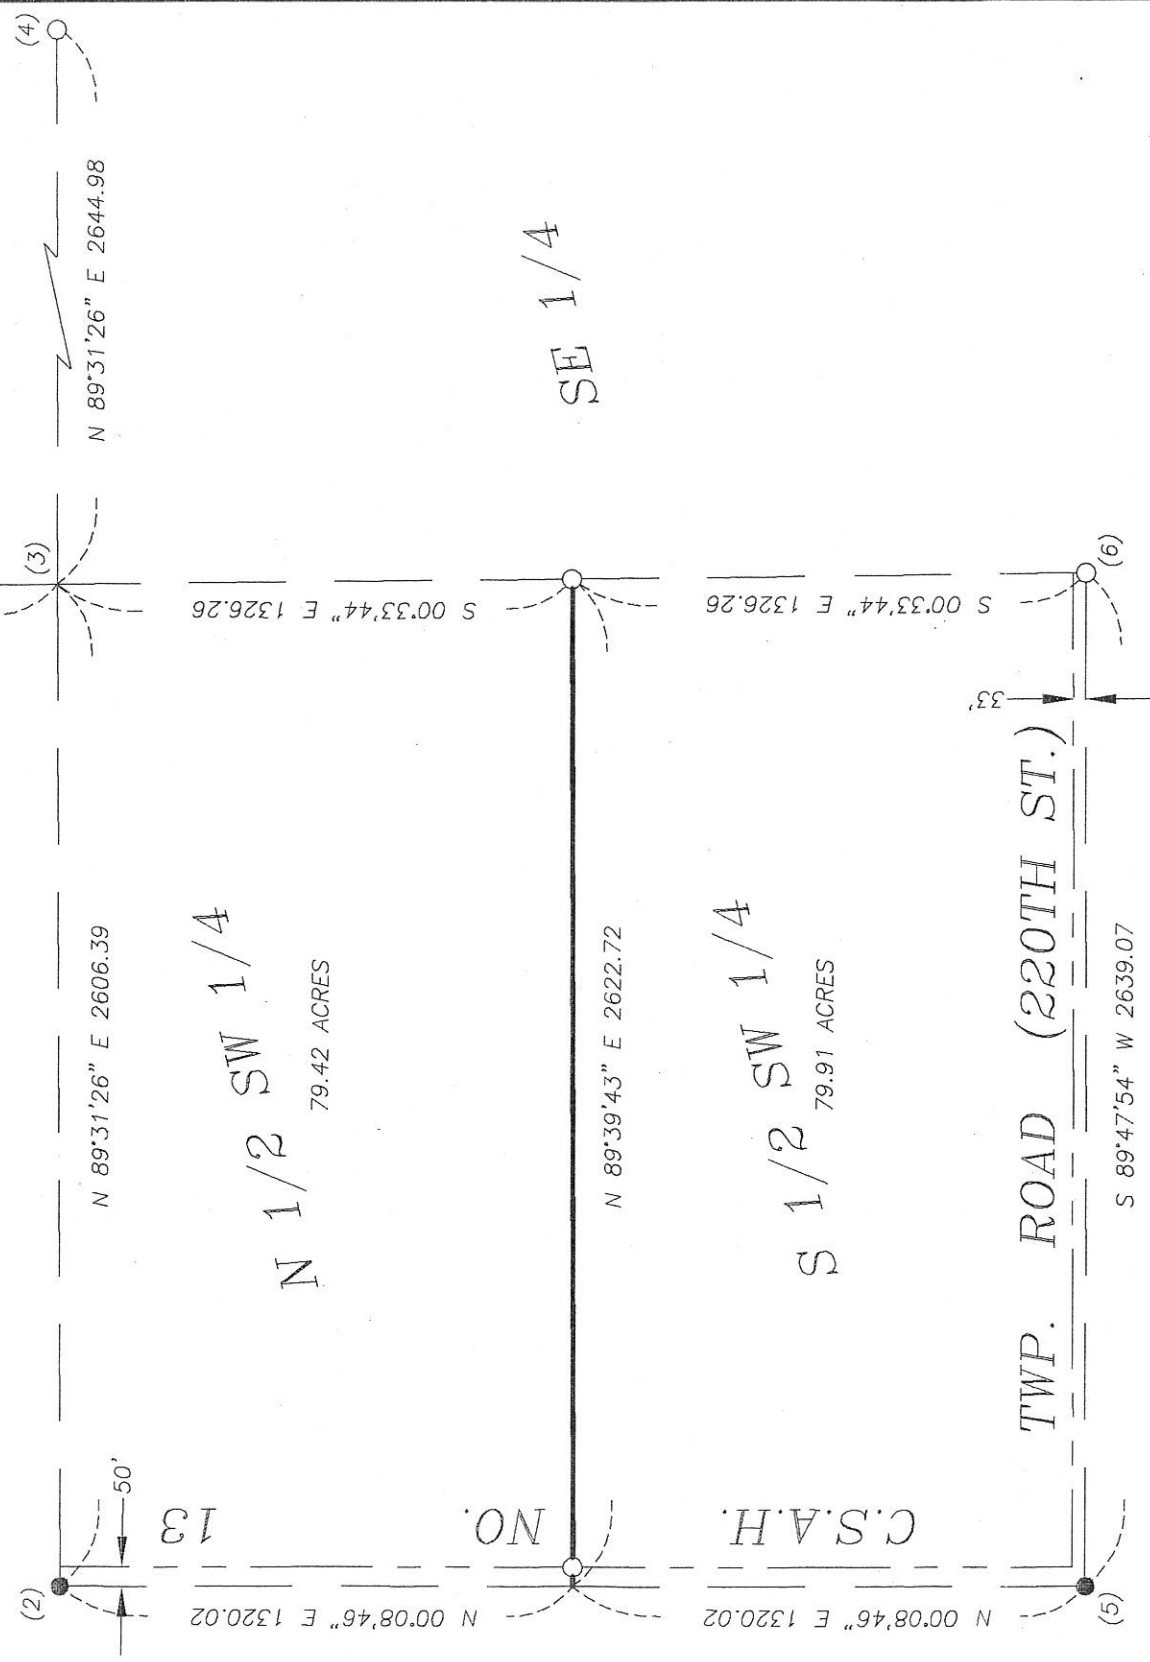 (2)
N 89°31'26" E 2606.39
(3)
N 89°31'26" E 2644.98
(4)
50'
13
NO.
C.S.A.H.
N 00°08'46" E 1320.02
N 00°08'46" E 1320.02
N 1/2 SW 1/4
79.42 ACRES
S 00°33'44" E 1326.26
S 00°33'44" E 1326.26
SE 1/4
N 89°39'43" E 2622.72
S 1/2 SW 1/4
79.91 ACRES
33'
TWP. ROAD (220TH ST.)
(5)
S 89°47'54" W 2639.07
(6)